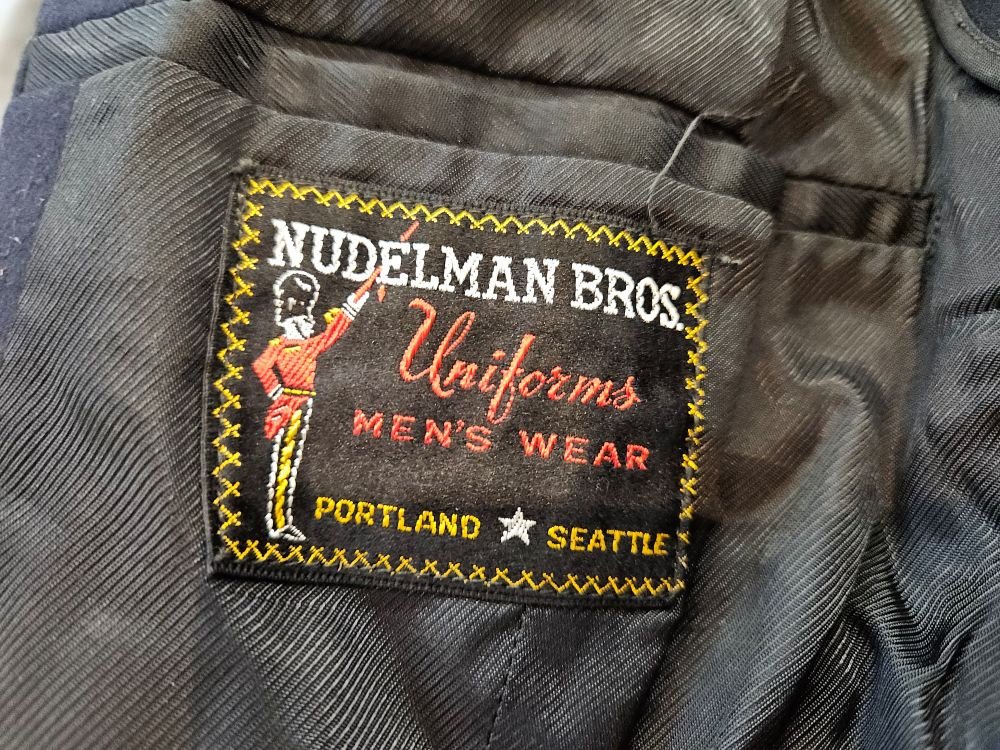 NUDELMAN BROS.
Uniforms
MEN'S WEAR
PORTLAND ★ SEATTLE